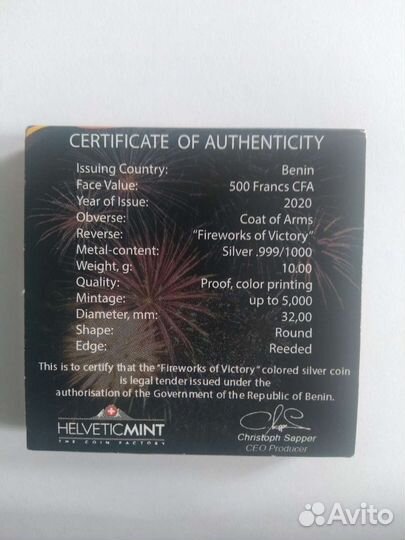 CERTIFICATE OF AUTHENTICITY
Issuing Country: Benin
Face Value: 500 Francs CFA
Year of Issue: 2020
Obverse: Coat of Arms
Reverse: "Fireworks of Victory"
Metal-content: Silver .999/1000
Weight, g: 10.00
Quality: Proof, color printing
Mintage: up to 5,000
Diameter, mm: 32,00
Shape: Round
Edge: Reeded
This is to certify that the "Fireworks of Victory" colored silver coin
is legal tender issued under the
authorisation of the Government of the Republic of Benin.
HELVETICMINT
THE COIN FACTORY
Christoph Sapper
CEO Producer
Avito